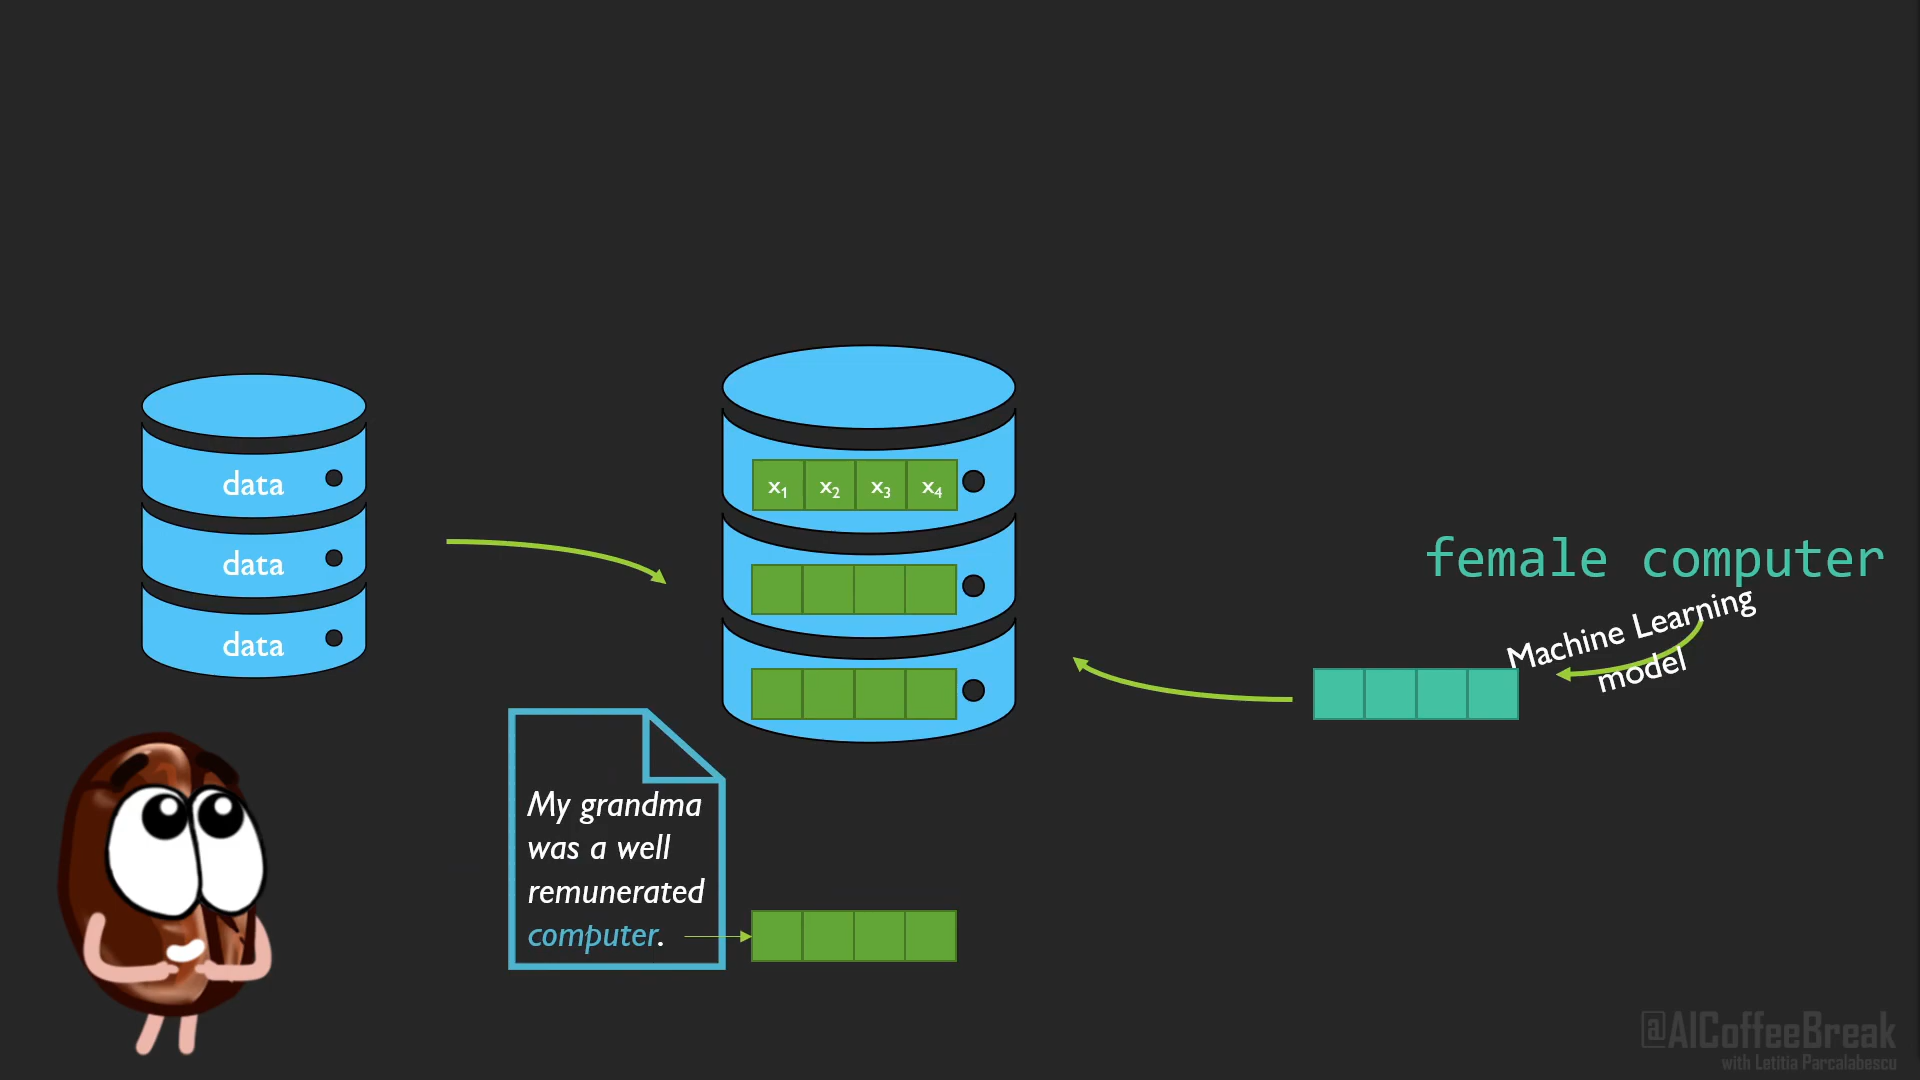 data
data
data
x1 x2 x3 x4
female computer
Machine Learning
model
My grandma
was a well
remunerated
computer.
@AICoffeeBreak
with Letitia Parcalabescu